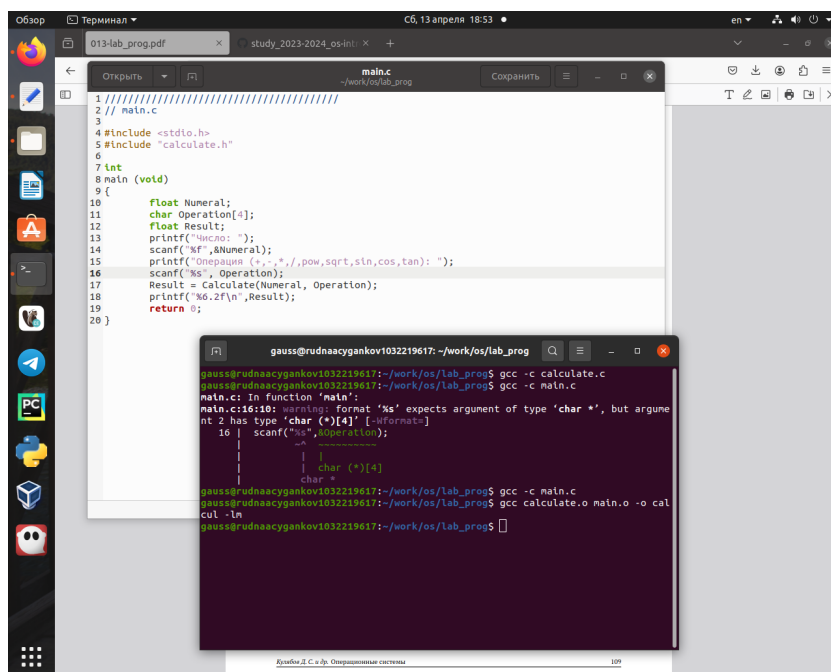 Обзор
Терминал
Сб, 13 апреля 18:53
en
013-lab_prog.pdf
study_2023-2024_os-intr
Открыть
main.c
~/work/os/lab_prog
Сохранить
1 ////////////////////////////////////////
2 // main.c
3
4 #include <stdio.h>
5 #include "calculate.h"
6
7 int
8 main (void)
9 {
10 float Numeral;
11 char Operation[4];
12 float Result;
13 printf("Число: ");
14 scanf("%f",&Numeral);
15 printf("Операция (+,-,*,/,pow,sqrt,sin,cos,tan): ");
16 scanf("%s", Operation);
17 Result = Calculate(Numeral, Operation);
18 printf("%6.2f\n",Result);
19 return 0;
20 }
gauss@rudnaacygankov1032219617: ~/work/os/lab_prog
gauss@rudnaacygankov1032219617:~/work/os/lab_prog$ gcc -c calculate.c
gauss@rudnaacygankov1032219617:~/work/os/lab_prog$ gcc -c main.c
main.c: In function ‘main’:
main.c:16:10: warning: format ‘%s’ expects argument of type ‘char *’, but argume
nt 2 has type ‘char (*)[4]’ [-Wformat=]
16 | scanf("%s",&Operation);
| ~^ ~~~~~~~~~~
| | |
| | char (*)[4]
| char *
gauss@rudnaacygankov1032219617:~/work/os/lab_prog$ gcc -c main.c
gauss@rudnaacygankov1032219617:~/work/os/lab_prog$ gcc calculate.o main.o -o cal
cul -lm
gauss@rudnaacygankov1032219617:~/work/os/lab_prog$
Кулябов Д. С. и др. Операционные системы
109